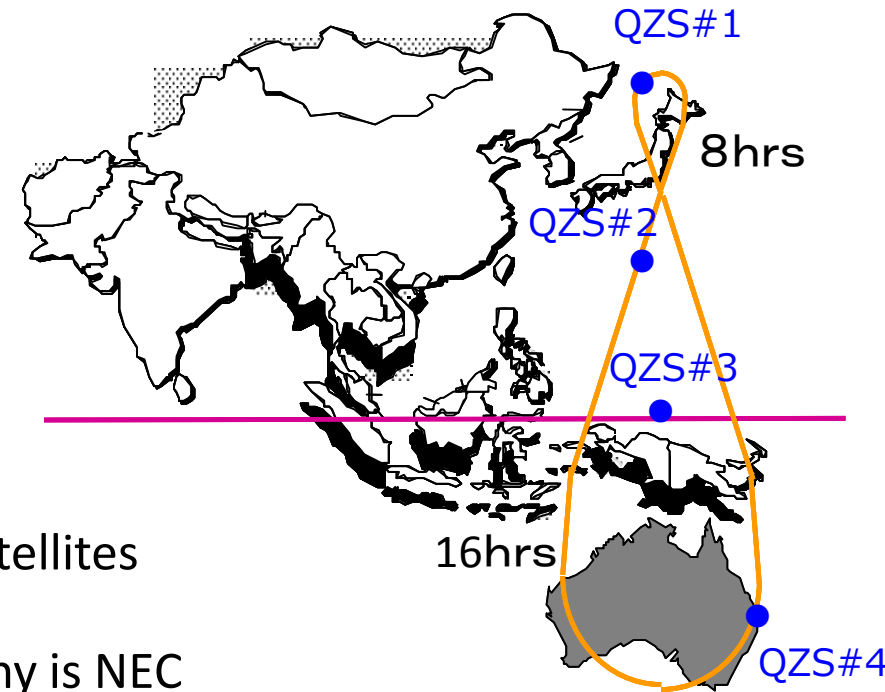 QZS#1
8hrs
QZS#2
QZS#3
16hrs
tellites
ny is NEC
QZS#4